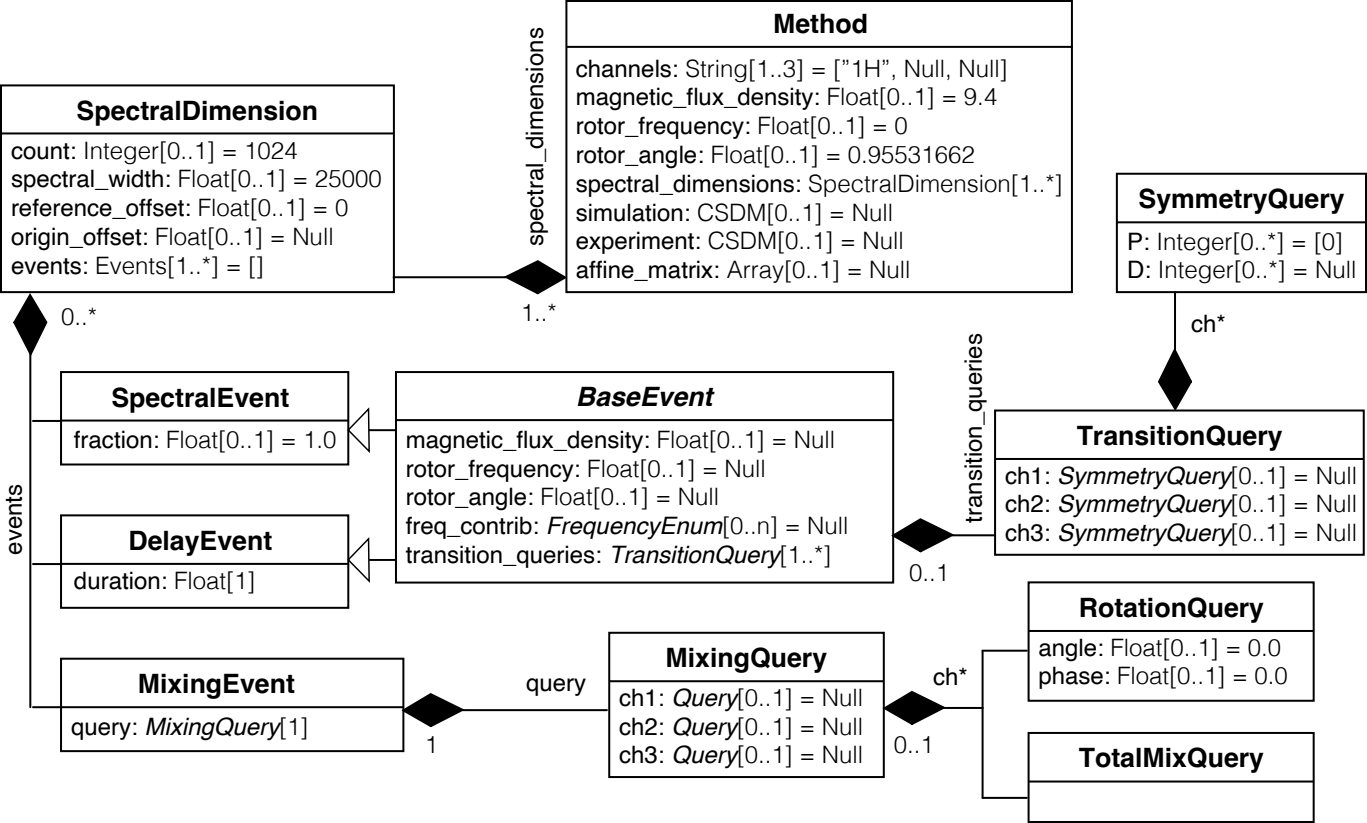 Method
channels: String[1..3] = ["1H", Null, Null]
magnetic_flux_density: Float[0..1] = 9.4
rotor_frequency: Float[0..1] = 0
rotor_angle: Float[0..1] = 0.95531662
spectral_dimensions: SpectralDimension[1..*]
simulation: CSDM[0..1] = Null
experiment: CSDM[0..1] = Null
affine_matrix: Array[0..1] = Null
spectral_dimensions
1..*
SpectralDimension
count: Integer[0..1] = 1024
spectral_width: Float[0..1] = 25000
reference_offset: Float[0..1] = 0
origin_offset: Float[0..1] = Null
events: Events[1..*] = []
0..*
events
SymmetryQuery
P: Integer[0..*] = [0]
D: Integer[0..*] = Null
ch*
SpectralEvent
fraction: Float[0..1] = 1.0
BaseEvent
magnetic_flux_density: Float[0..1] = Null
rotor_frequency: Float[0..1] = Null
rotor_angle: Float[0..1] = Null
freq_contrib: FrequencyEnum[0..n] = Null
transition_queries: TransitionQuery[1..*]
transition_queries
0..1
TransitionQuery
ch1: SymmetryQuery[0..1] = Null
ch2: SymmetryQuery[0..1] = Null
ch3: SymmetryQuery[0..1] = Null
DelayEvent
duration: Float[1]
MixingEvent
query: MixingQuery[1]
query
1
MixingQuery
ch1: Query[0..1] = Null
ch2: Query[0..1] = Null
ch3: Query[0..1] = Null
ch*
0..1
RotationQuery
angle: Float[0..1] = 0.0
phase: Float[0..1] = 0.0
TotalMixQuery